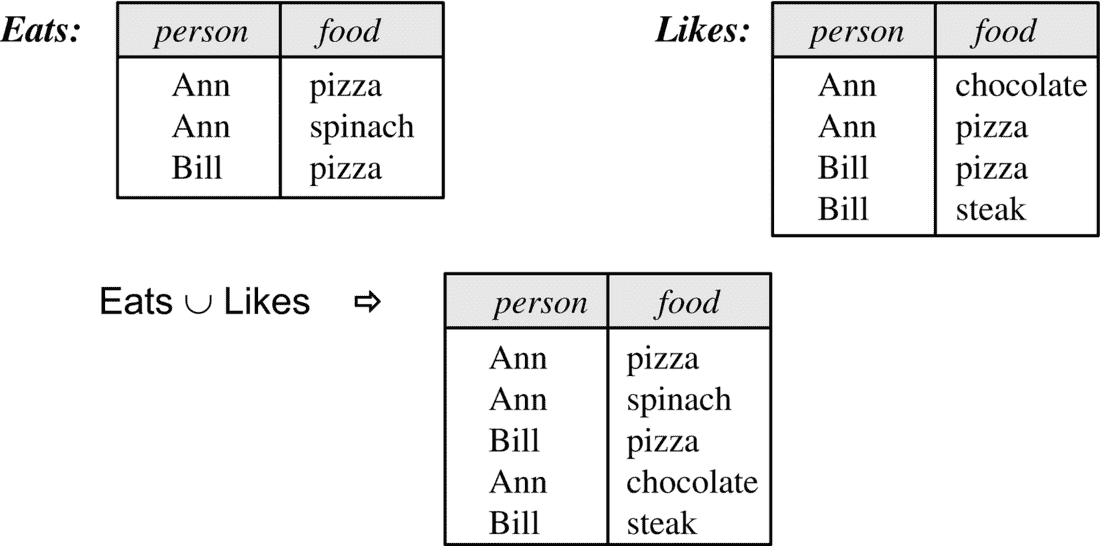 Eats: person food
Ann pizza
Ann spinach
Bill pizza
Likes: person food
Ann chocolate
Ann pizza
Bill pizza
Bill steak
Eats ∪ Likes ⇨ person food
Ann pizza
Ann spinach
Bill pizza
Ann chocolate
Bill steak